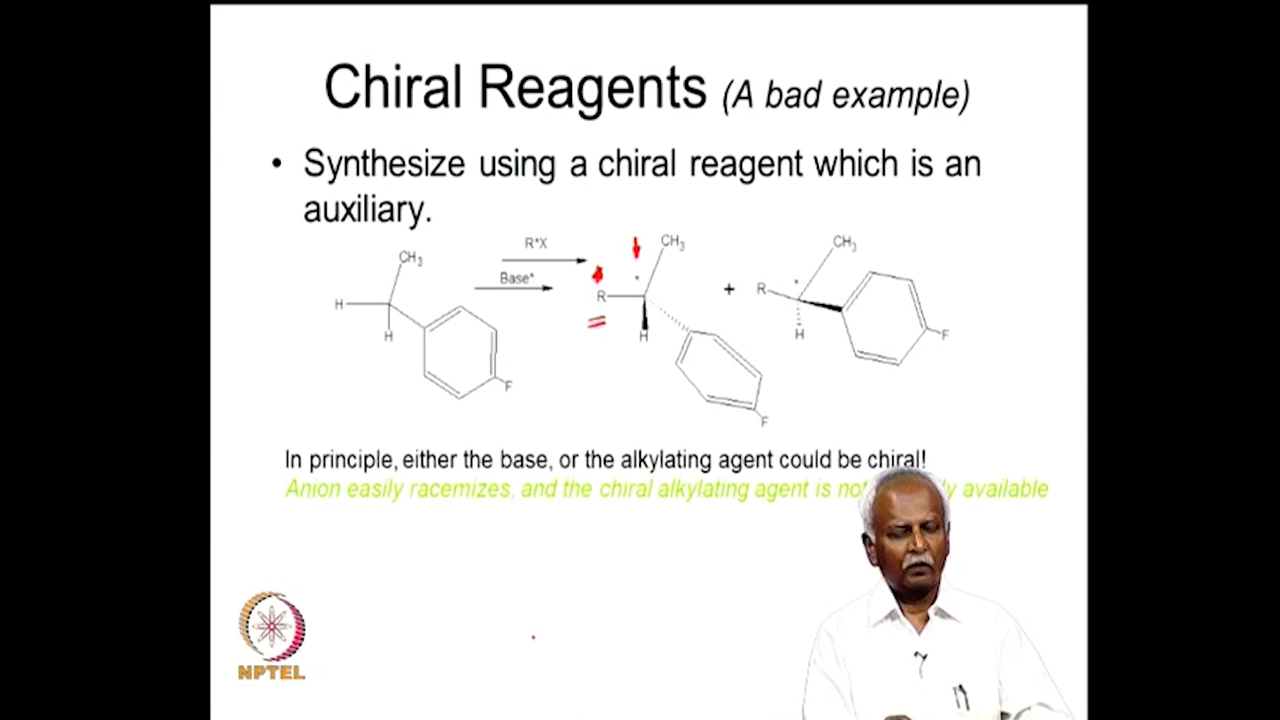 Chiral Reagents (A bad example)
• Synthesize using a chiral reagent which is an
auxiliary.
CH3
H
H
F
R*X
Base*
*
CH3
R
H
F
+
*
CH3
R
H
F
In principle, either the base, or the alkylating agent could be chiral!
Anion easily racemizes, and the chiral alkylating agent is not available
NPTEL